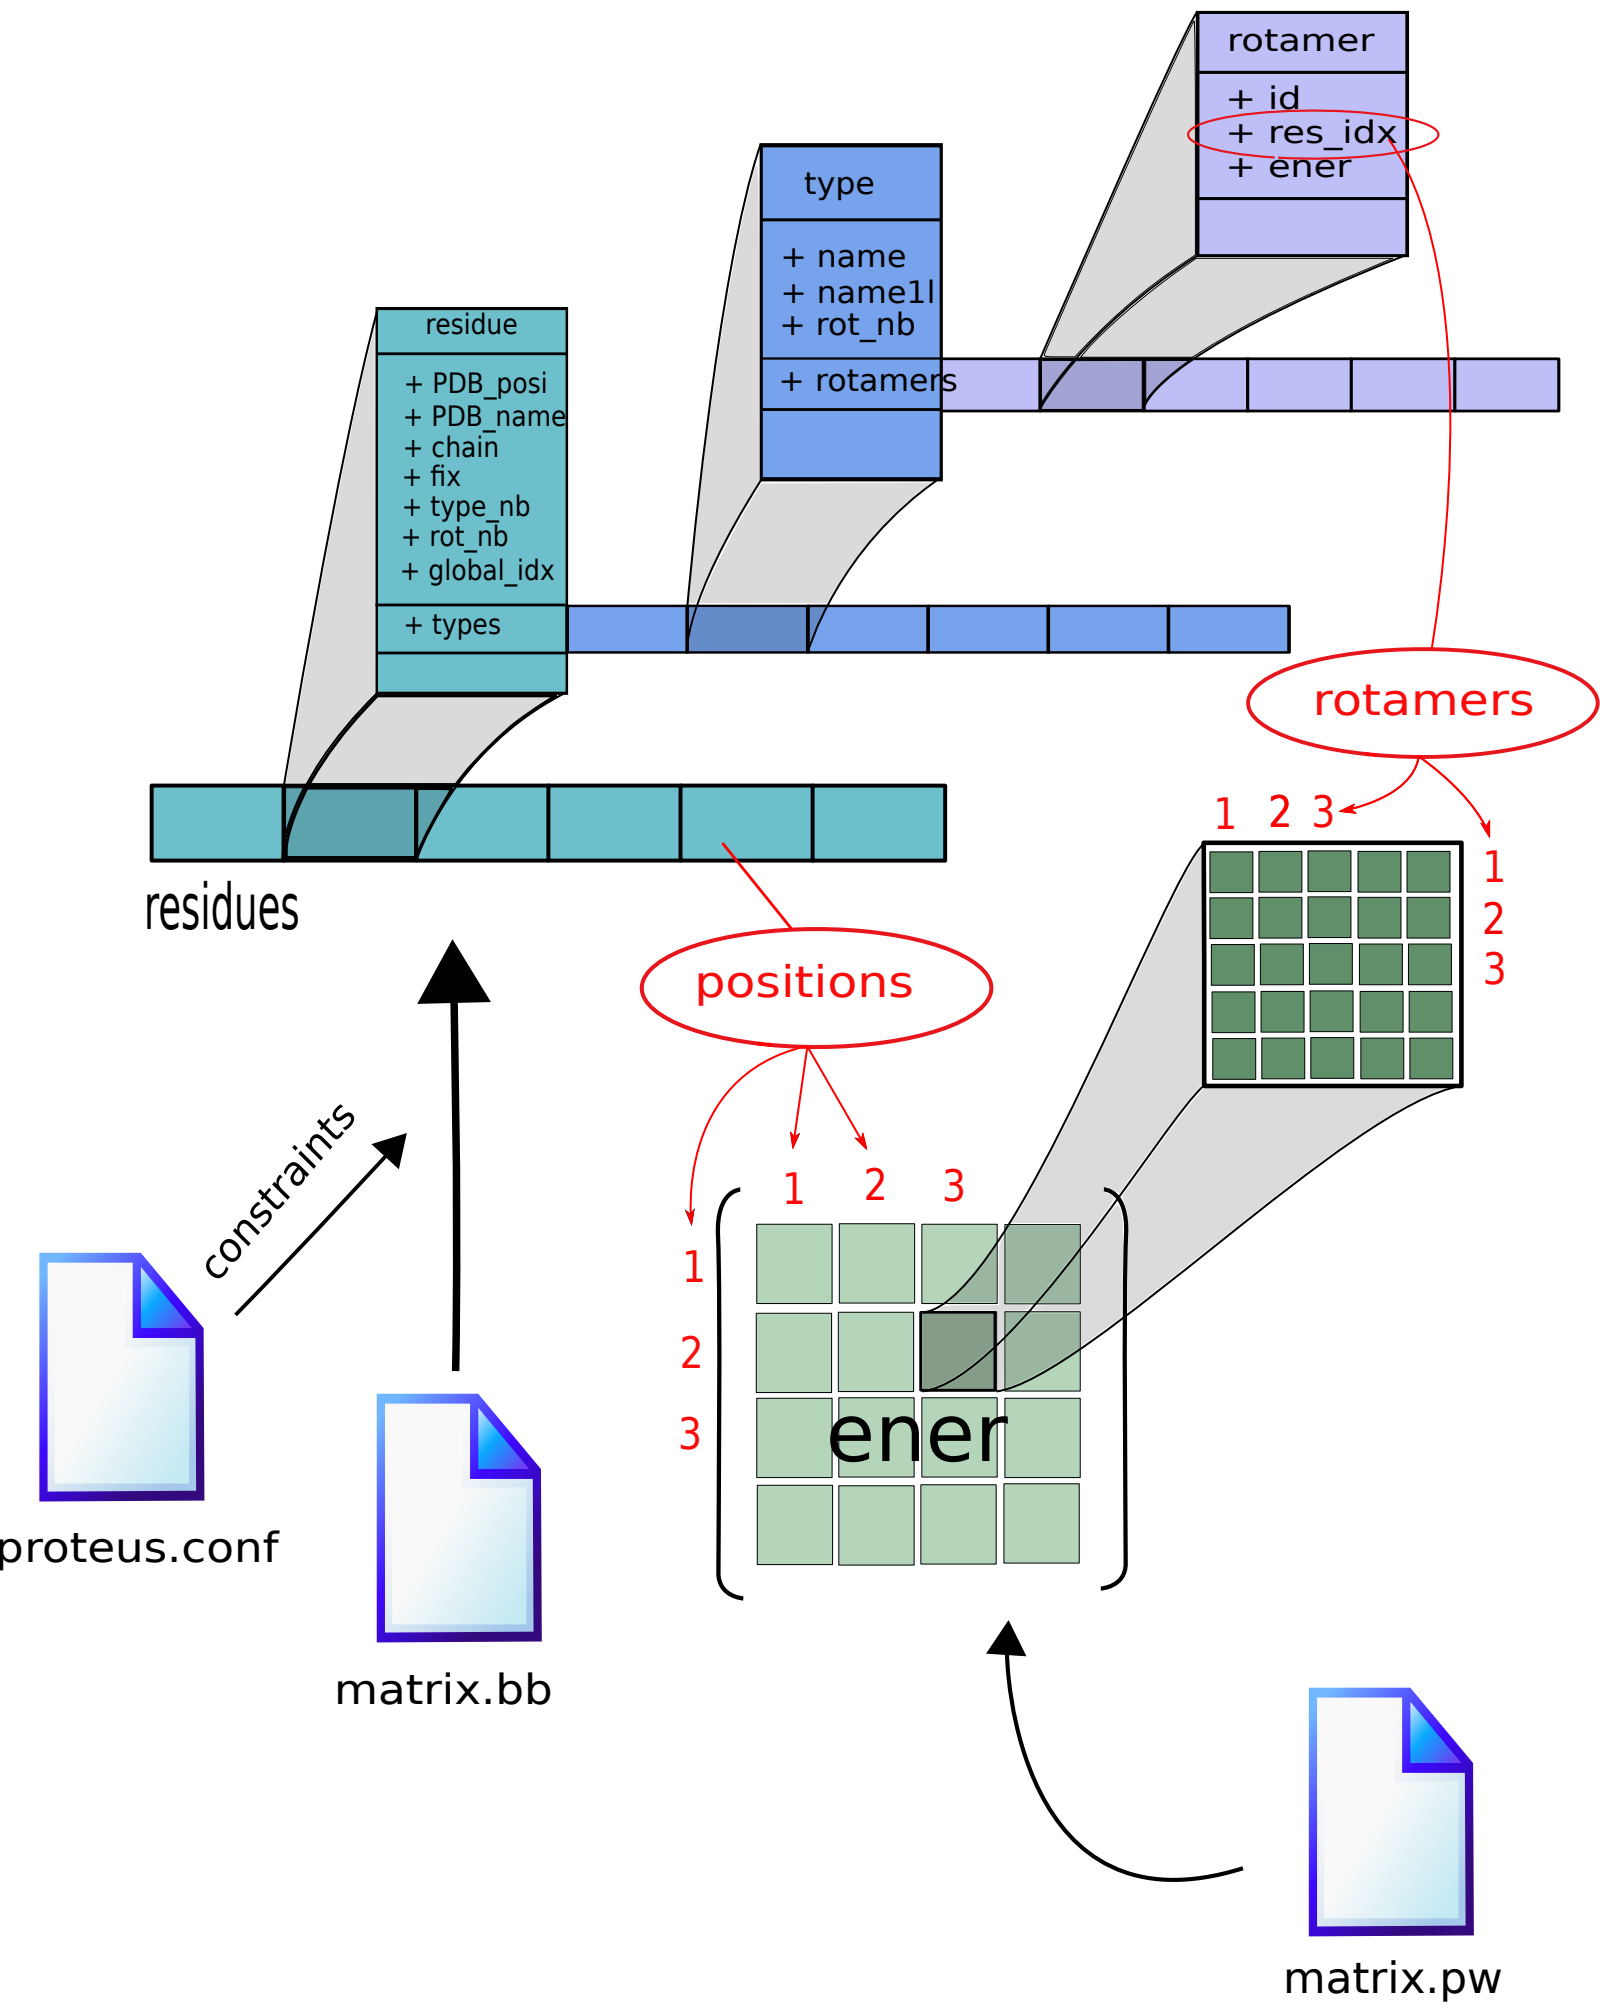 rotamer
+ id
+ res_idx
+ ener
type
+ name
+ name1l
+ rot_nb
+ rotamers
residue
+ PDB_posi
+ PDB_name
+ chain
+ fix
+ type_nb
+ rot_nb
+ global_idx
+ types
residues
rotamers
1 2 3
1
2
3
positions
1 2 3
1
2
3
ener
constraints
proteus.conf
matrix.bb
matrix.pw